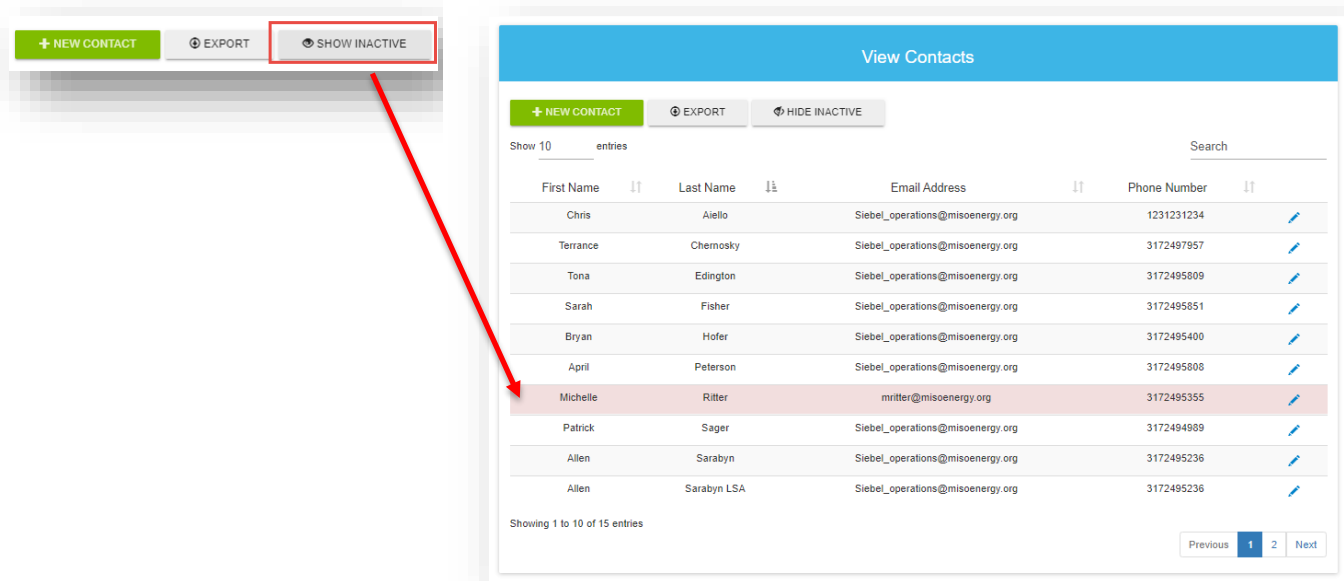 NEW CONTACT EXPORT SHOW INACTIVE
View Contacts
NEW CONTACT EXPORT HIDE INACTIVE
Show 10 entries Search
First Name Last Name Email Address Phone Number
Chris Aiello Siebel_operations@misoenergy.org 1231231234
Terrance Chernosky Siebel_operations@misoenergy.org 3172497957
Tona Edington Siebel_operations@misoenergy.org 3172495809
Sarah Fisher Siebel_operations@misoenergy.org 3172495851
Bryan Hofer Siebel_operations@misoenergy.org 3172495400
April Peterson Siebel_operations@misoenergy.org 3172495808
Michelle Ritter mritter@misoenergy.org 3172495355
Patrick Sager Siebel_operations@misoenergy.org 3172494989
Allen Sarabyn Siebel_operations@misoenergy.org 3172495236
Allen Sarabyn LSA Siebel_operations@misoenergy.org 3172495236
Showing 1 to 10 of 15 entries
Previous 1 2 Next